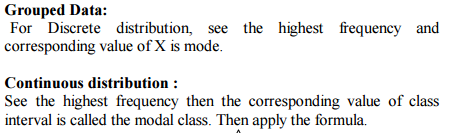 Grouped Data:
For Discrete distribution, see the highest frequency and
corresponding value of X is mode.
Continuous distribution :
See the highest frequency then the corresponding value of class
interval is called the modal class. Then apply the formula.
^